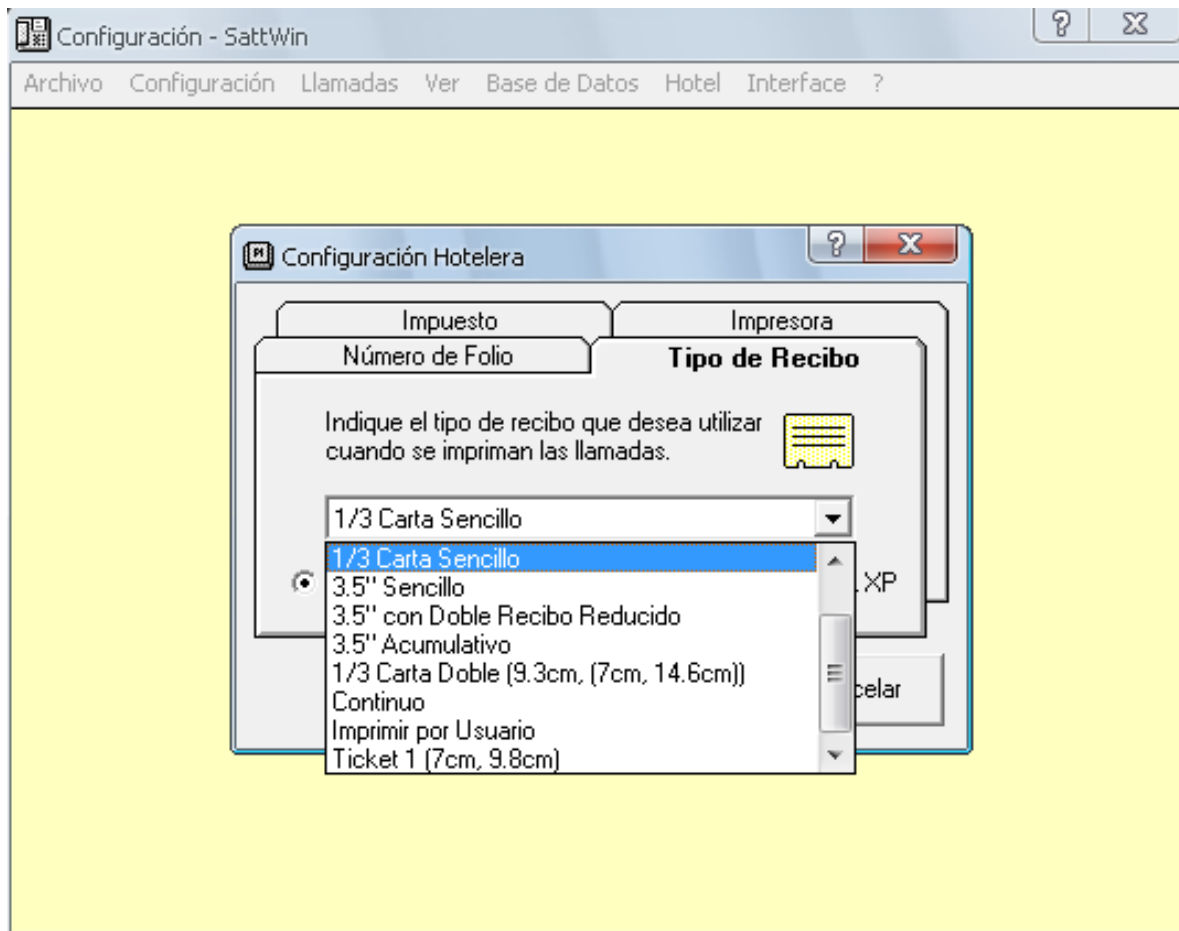 Configuración - SattWin
Archivo Configuración Llamadas Ver Base de Datos Hotel Interface ?
Configuración Hotelera
Impuesto Impresora
Número de Folio Tipo de Recibo
Indique el tipo de recibo que desea utilizar
cuando se impriman las llamadas.
1/3 Carta Sencillo
1/3 Carta Sencillo
3.5'' Sencillo
XP
3.5'' con Doble Recibo Reducido
3.5'' Acumulativo
1/3 Carta Doble (9.3cm, (7cm, 14.6cm))
Continuo
Imprimir por Usuario
Ticket 1 (7cm, 9.8cm)